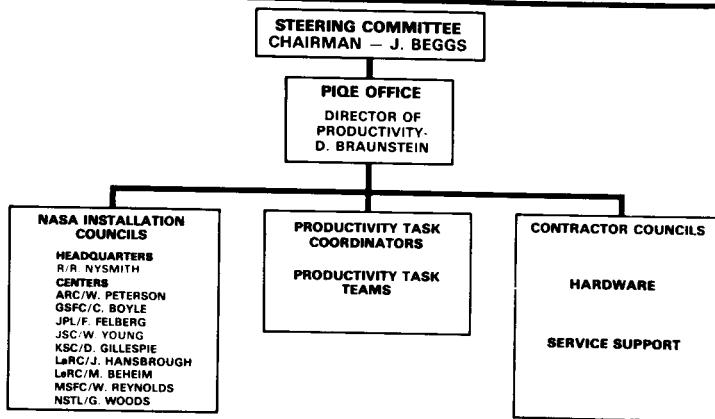 STEERING COMMITTEE
CHAIRMAN — J. BEGGS
PIQE OFFICE
DIRECTOR OF
PRODUCTIVITY-
D. BRAUNSTEIN
NASA INSTALLATION
COUNCILS
HEADQUARTERS
R/R. NYSMITH
CENTERS
ARC/W. PETERSON
GSFC/C. BOYLE
JPL/F. FELBERG
JSC/W. YOUNG
KSC/D. GILLESPIE
LaRC/J. HANSBROUGH
LeRC/M. BEHEIM
MSFC/W. REYNOLDS
NSTL/G. WOODS
PRODUCTIVITY TASK
COORDINATORS
PRODUCTIVITY TASK
TEAMS
CONTRACTOR COUNCILS
HARDWARE
SERVICE SUPPORT